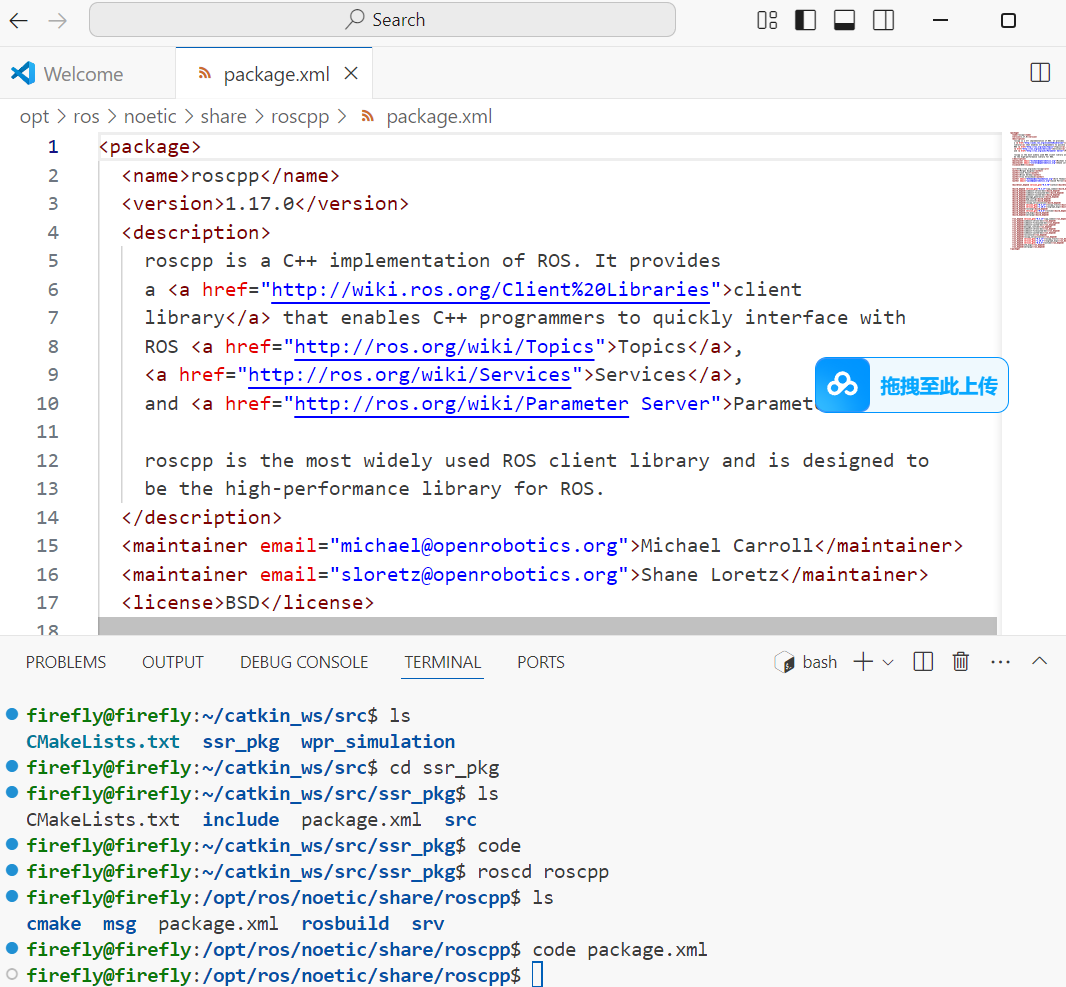 Search
Welcome
package.xml
opt > ros > noetic > share > roscpp > package.xml
1 <package>
2 <name>roscpp</name>
3 <version>1.17.0</version>
4 <description>
5 roscpp is a C++ implementation of ROS. It provides
6 a <a href="http://wiki.ros.org/Client%20Libraries">client
7 library</a> that enables C++ programmers to quickly interface with
8 ROS <a href="http://ros.org/wiki/Topics">Topics</a>,
9 <a href="http://ros.org/wiki/Services">Services</a>,
10 and <a href="http://ros.org/wiki/Parameter Server">Paramet
拖拽至此上传
11
12 roscpp is the most widely used ROS client library and is designed to
13 be the high-performance library for ROS.
14 </description>
15 <maintainer email="michael@openrobotics.org">Michael Carroll</maintainer>
16 <maintainer email="sloretz@openrobotics.org">Shane Loretz</maintainer>
17 <license>BSD</license>
18
PROBLEMS OUTPUT DEBUG CONSOLE TERMINAL PORTS bash
firefly@firefly:~/catkin_ws/src$ ls
CMakeLists.txt ssr_pkg wpr_simulation
firefly@firefly:~/catkin_ws/src$ cd ssr_pkg
firefly@firefly:~/catkin_ws/src/ssr_pkg$ ls
CMakeLists.txt include package.xml src
firefly@firefly:~/catkin_ws/src/ssr_pkg$ code
firefly@firefly:~/catkin_ws/src/ssr_pkg$ roscd roscpp
firefly@firefly:/opt/ros/noetic/share/roscpp$ ls
cmake msg package.xml rosbuild srv
firefly@firefly:/opt/ros/noetic/share/roscpp$ code package.xml
firefly@firefly:/opt/ros/noetic/share/roscpp$